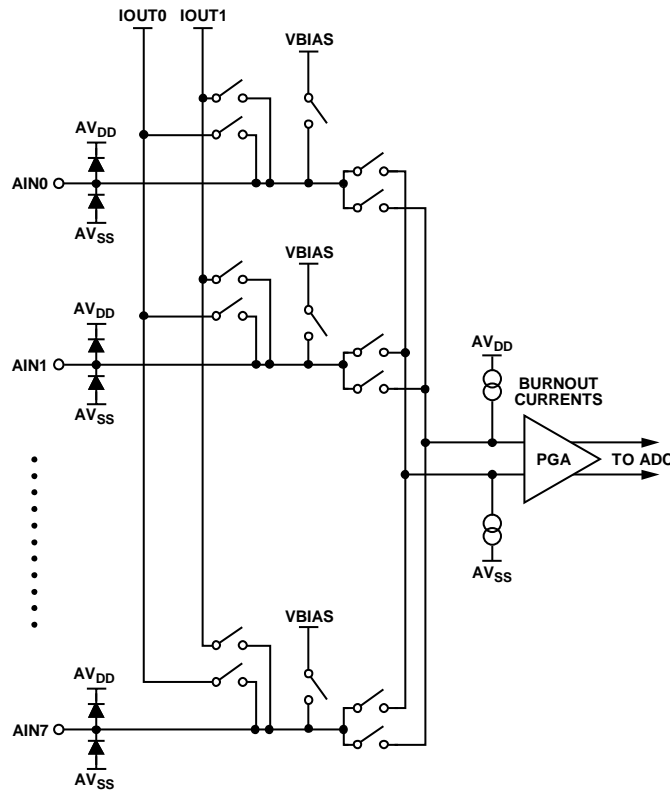 IOUT0 IOUT1
VBIAS
AVDD
AIN0
AVSS
VBIAS
AVDD
AIN1
AVSS
AVDD
BURNOUT
CURRENTS
PGA
TO ADC
AVSS
VBIAS
AVDD
AIN7
AVSS